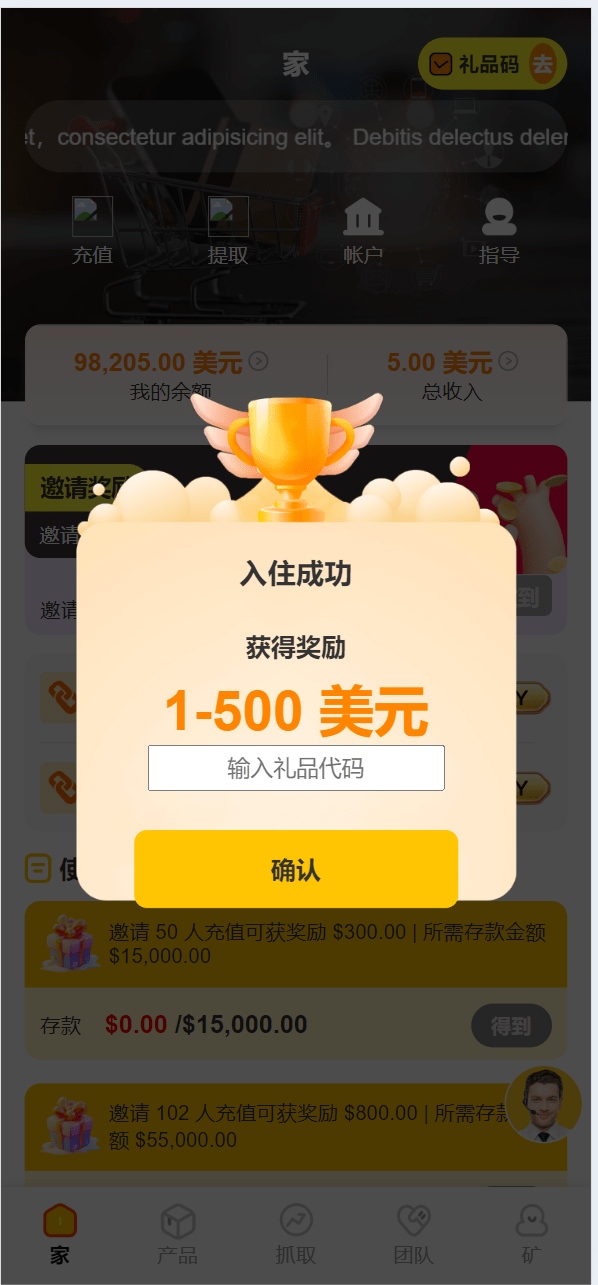 家
礼品码 去
et，consectetur adipisicing elit。 Debitis delectus deler
充值 提取 帐户 指导
98,205.00 美元 5.00 美元
我的余额 总收入
邀请奖励
邀请
邀请 到
入住成功
获得奖励
1-500 美元
输入礼品代码
Y
Y
确认
使
邀请 50 人充值可获奖励 $300.00 | 所需存款金额
$15,000.00
存款 $0.00 /$15,000.00 得到
邀请 102 人充值可获奖励 $800.00 | 所需存款
额 $55,000.00
家 产品 抓取 团队 矿